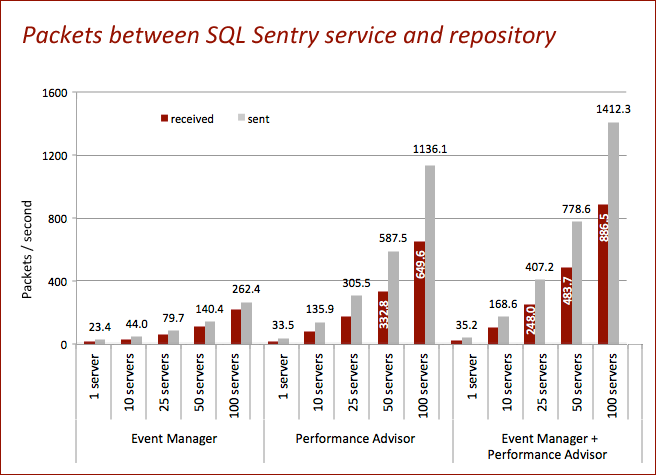 Packets between SQL Sentry service and repository
Packets / second
1600
1200
800
400
0
received
sent
23.4
44.0
79.7
140.4
262.4
33.5
135.9
305.5
332.8
587.5
649.6
1136.1
35.2
168.6
248.0
407.2
483.7
778.6
886.5
1412.3
1 server
10 servers
25 servers
50 servers
100 servers
1 server
10 servers
25 servers
50 servers
100 servers
1 server
10 servers
25 servers
50 servers
100 servers
Event Manager
Performance Advisor
Event Manager +
Performance Advisor